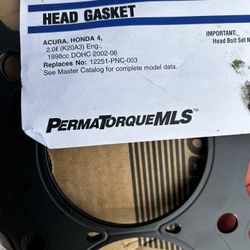 HEAD GASKET
ACURA, HONDA 4,
2.0ℓ (K20A3) Eng.,
1998cc DOHC 2002-06
Replaces No: 12251-PNC-003
See Master Catalog for complete model data.
IMPORTANT:
Head Bolt Set N
PERMATORQUEMLS™